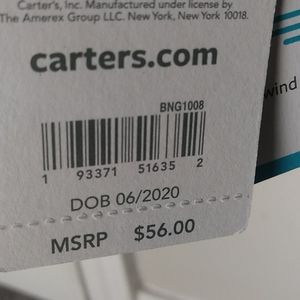 Carter's, Inc. Manufactured under license by
The Amerex Group LLC. New York, New York 10018.
carters.com
BNG1008
1 93371 51635 2
DOB 06/2020
MSRP $56.00
wind